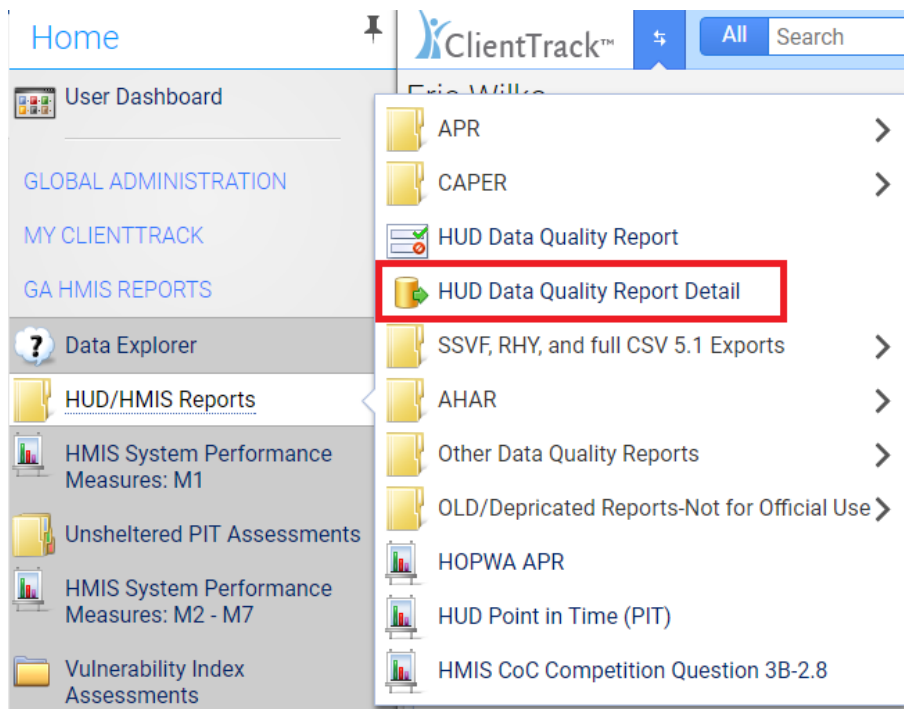 Home
ClientTrack™
All
Search
User Dashboard
GLOBAL ADMINISTRATION
MY CLIENTTRACK
GA HMIS REPORTS
Data Explorer
HUD/HMIS Reports
HMIS System Performance
Measures: M1
Unsheltered PIT Assessments
HMIS System Performance
Measures: M2 - M7
Vulnerability Index
Assessments
APR
CAPER
HUD Data Quality Report
HUD Data Quality Report Detail
SSVF, RHY, and full CSV 5.1 Exports
AHAR
Other Data Quality Reports
OLD/Depricated Reports-Not for Official Use
HOPWA APR
HUD Point in Time (PIT)
HMIS CoC Competition Question 3B-2.8